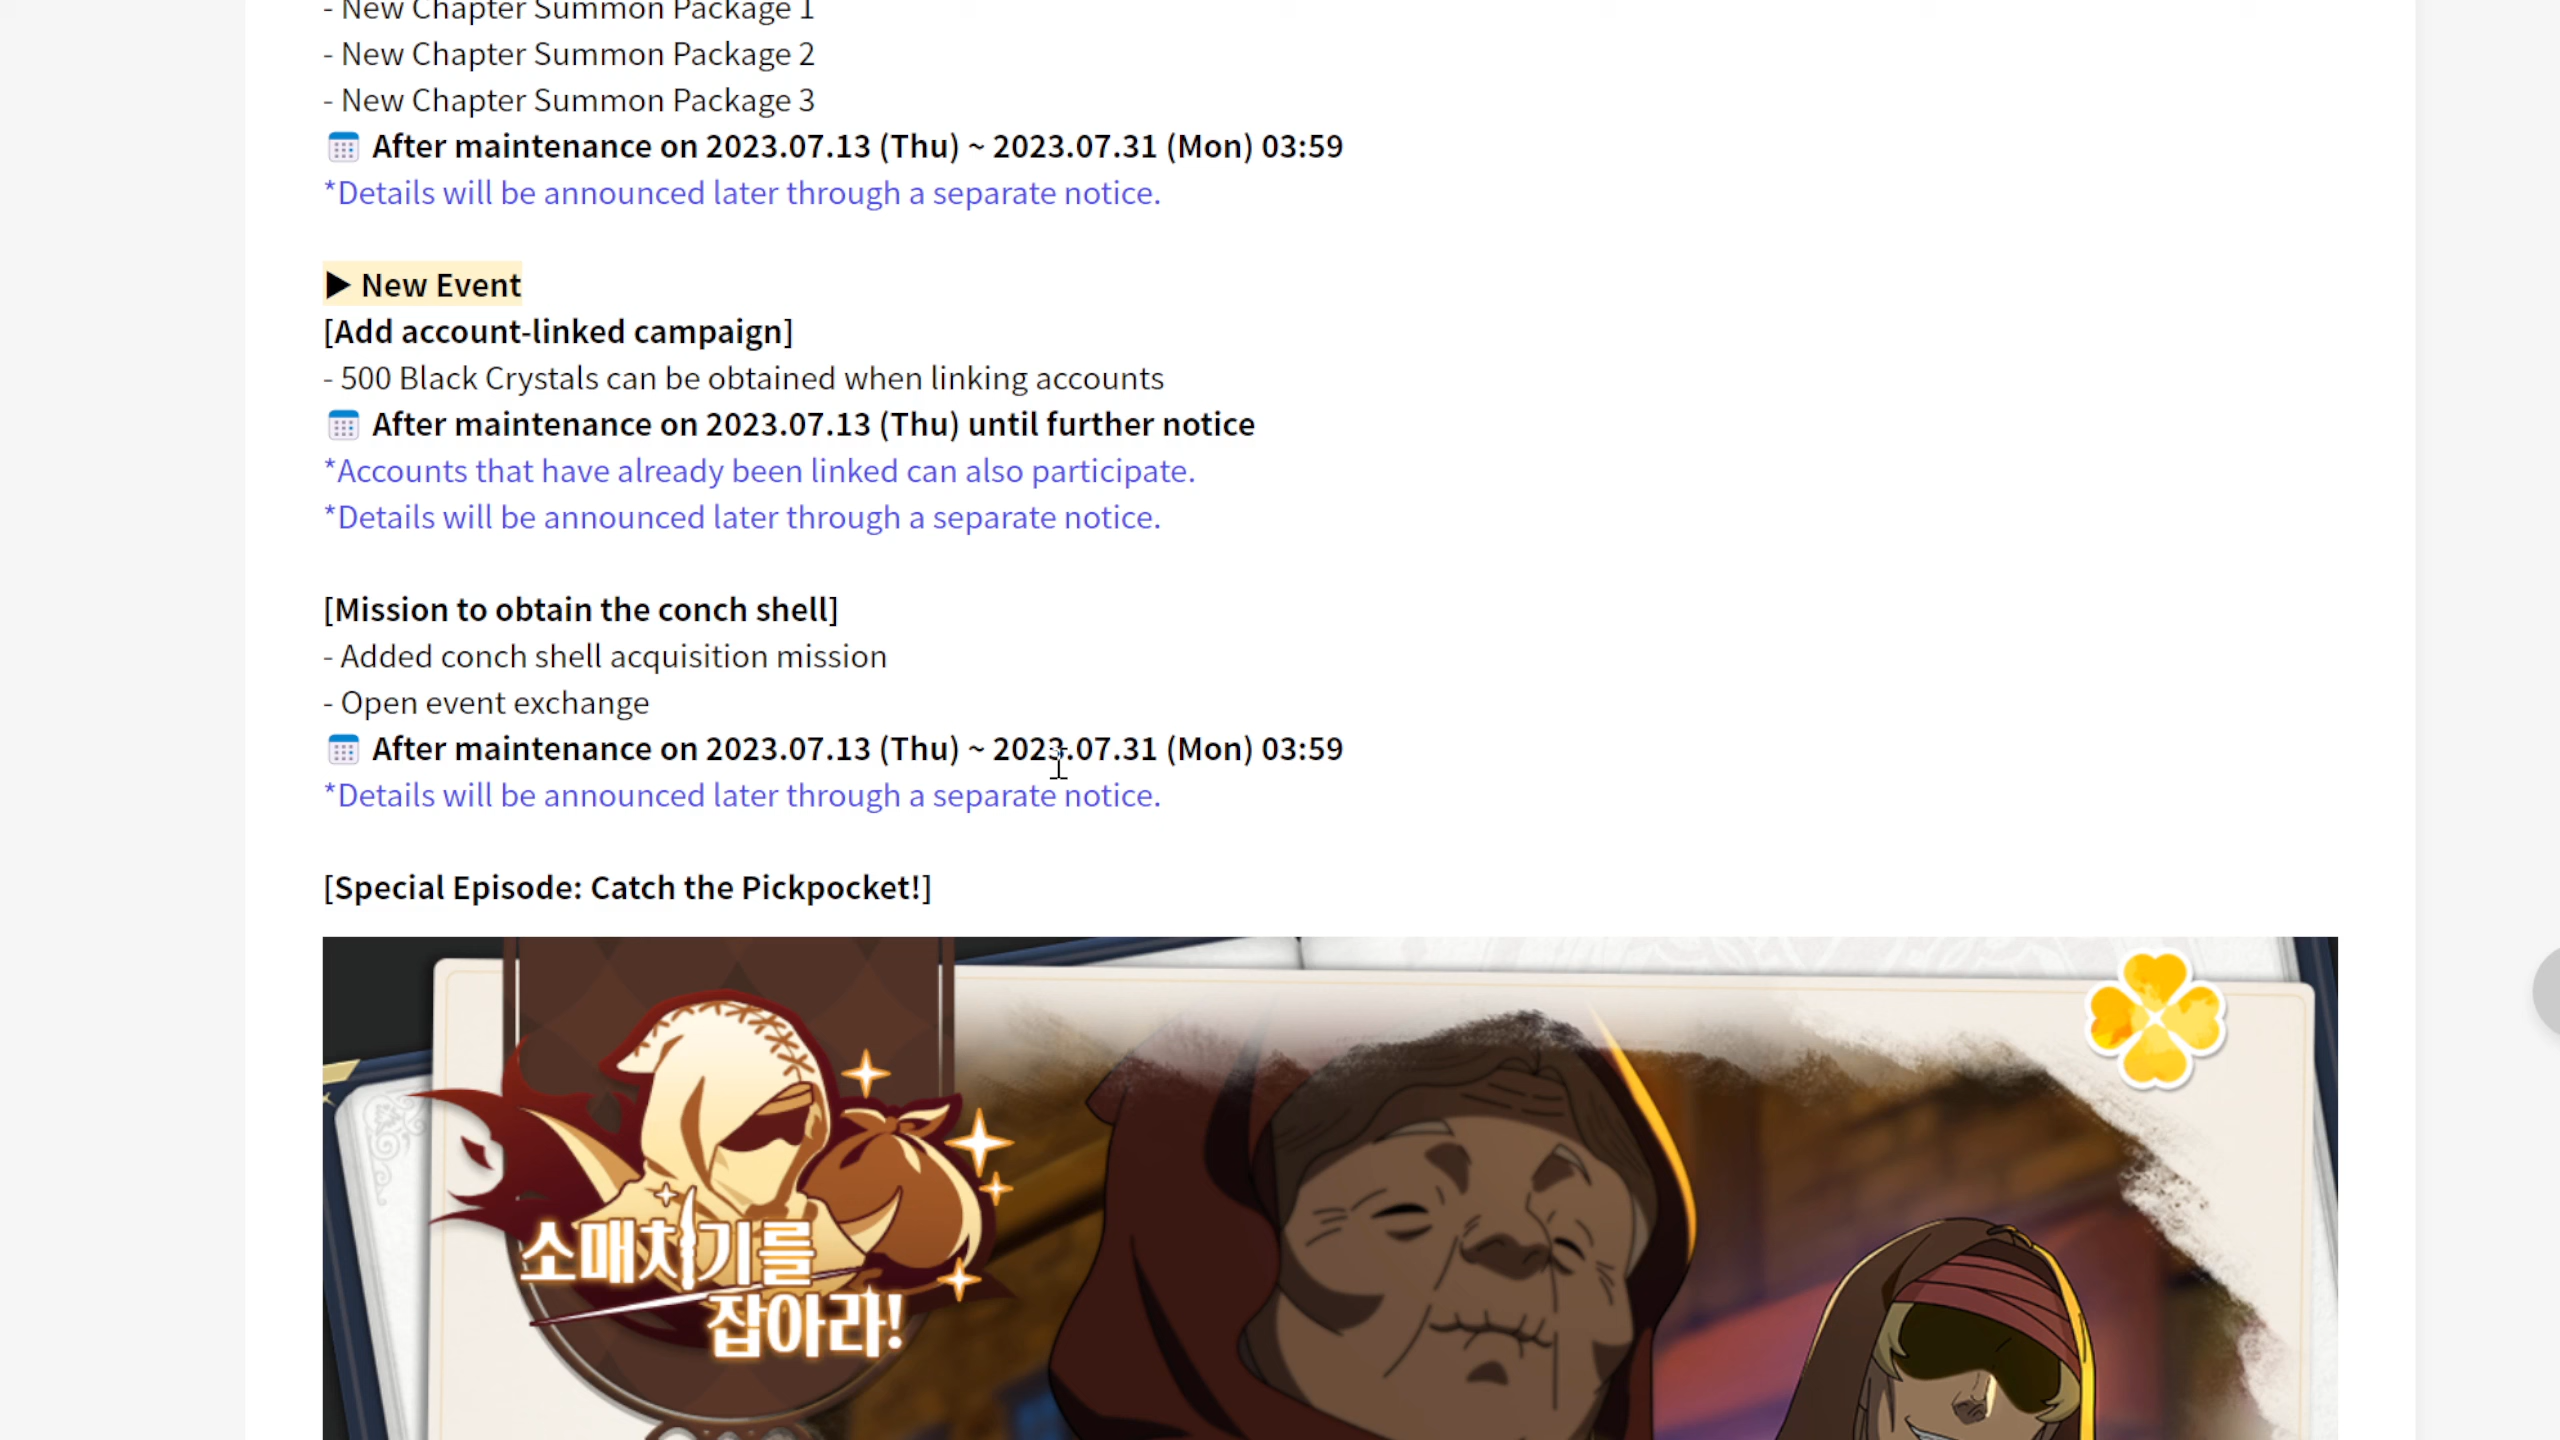 - New Chapter Summon Package 1
- New Chapter Summon Package 2
- New Chapter Summon Package 3
After maintenance on 2023.07.13 (Thu) ~ 2023.07.31 (Mon) 03:59
*Details will be announced later through a separate notice.
▶ New Event
[Add account-linked campaign]
- 500 Black Crystals can be obtained when linking accounts
After maintenance on 2023.07.13 (Thu) until further notice
*Accounts that have already been linked can also participate.
*Details will be announced later through a separate notice.
[Mission to obtain the conch shell]
- Added conch shell acquisition mission
- Open event exchange
After maintenance on 2023.07.13 (Thu) ~ 2023.07.31 (Mon) 03:59
*Details will be announced later through a separate notice.
[Special Episode: Catch the Pickpocket!]
소매치기를
잡아라!